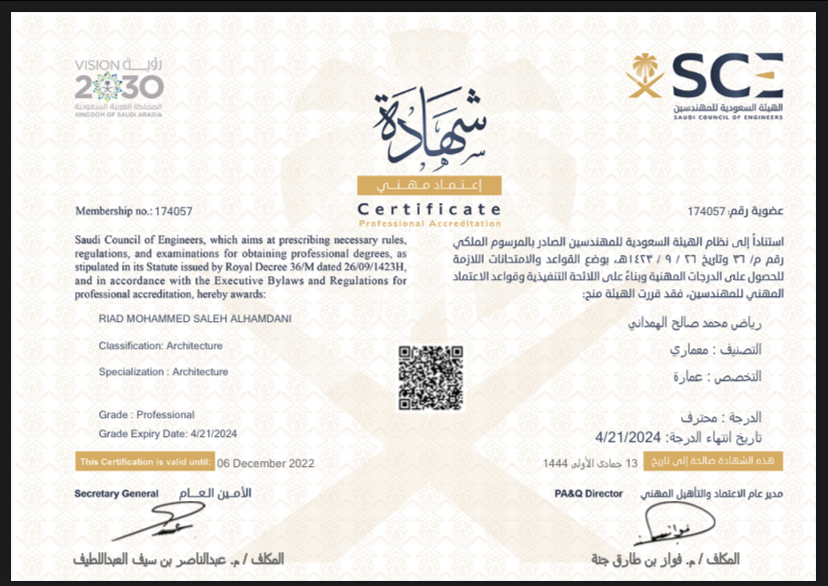 VISION رؤيـــة
2030
المملكة العربية السعودية
KINGDOM OF SAUDI ARABIA
SCE
الهيئة السعودية للمهندسين
SAUDI COUNCIL OF ENGINEERS
شهادة
إعـتـمـاد مـهـنـي
Certificate
Professional Accreditation
Membership no.: 174057
عضوية رقم: 174057
Saudi Council of Engineers, which aims at prescribing necessary rules,
regulations, and examinations for obtaining professional degrees, as
stipulated in its Statute issued by Royal Decree 36/M dated 26/09/1423H,
and in accordance with the Executive Bylaws and Regulations for
professional accreditation, hereby awards:
استناداً إلى نظام الهيئة السعودية للمهندسين الصادر بالمرسوم الملكي
رقم م/ ٣٦ وتاريخ ٢٦ / ٩ / ١٤٢٣هـ، بوضع القواعد والامتحانات اللازمة
للحصول على الدرجات المهنية وبناءً على اللائحة التنفيذية وقواعد الاعتماد
المهني للمهندسين، فقد قررت الهيئة منح:
RIAD MOHAMMED SALEH ALHAMDANI
رياض محمد صالح الهمداني
Classification: Architecture
التصنيف : معماري
Specialization : Architecture
التخصص : عمارة
Grade : Professional
الدرجة : محترف
Grade Expiry Date: 4/21/2024
تاريخ انتهاء الدرجة: 4/21/2024
This Certification is valid until: 06 December 2022
هذه الشهادة صالحة إلى تاريخ 13 جمادى الأولى 1444
Secretary General الأمـيـن الـعـــام
PA&Q Director مدير عام الاعتماد والتأهيل المهني
المكلف / م. عبدالناصر بن سيف العبداللطيف
المكلف / م. فواز بن طارق جنة